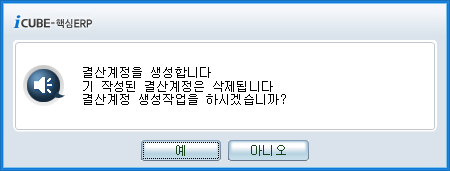 iCUBE-핵심ERP
결산계정을 생성합니다
기 작성된 결산계정은 삭제됩니다
결산계정 생성작업을 하시겠습니까?
예
아니오